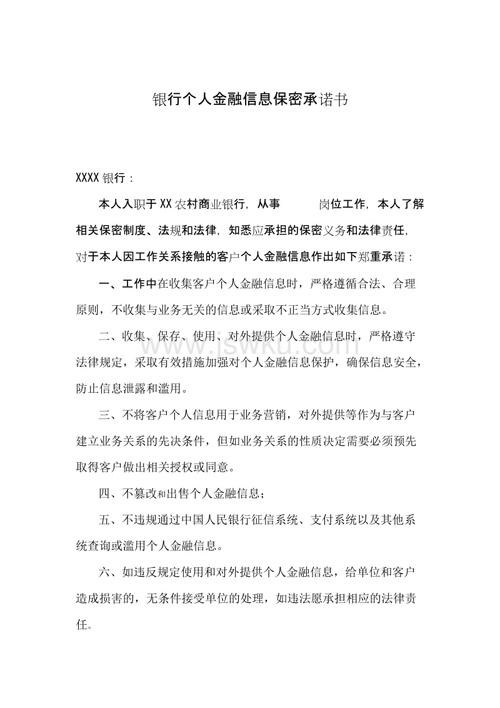 银行个人金融信息保密承诺书
XXXX 银行：
本人入职于 XX 农村商业银行，从事 岗位工作，本人了解
相关保密制度、法规和法律，知悉应承担的保密义务和法律责任，
对于本人因工作关系接触的客户个人金融信息作出如下郑重承诺：
一、工作中在收集客户个人金融信息时，严格遵循合法、合理
原则，不收集与业务无关的信息或采取不正当方式收集信息。
二、收集、保存、使用、对外提供个人金融信息时，严格遵守
法律规定，采取有效措施加强对个人金融信息保护，确保信息安全，
防止信息泄露和滥用。
www.jswku.com
三、不将客户个人信息用于业务营销，对外提供等作为与客户
建立业务关系的先决条件，但如业务关系的性质决定需要必须预先
取得客户做出相关授权或同意。
四、不篡改和出售个人金融信息；
五、不违规通过中国人民银行征信系统、支付系统以及其他系
统查询或滥用个人金融信息。
六、如违反规定使用和对外提供个人金融信息，给单位和客户
造成损害的，无条件接受单位的处理，如违法愿承担相应的法律责
任。